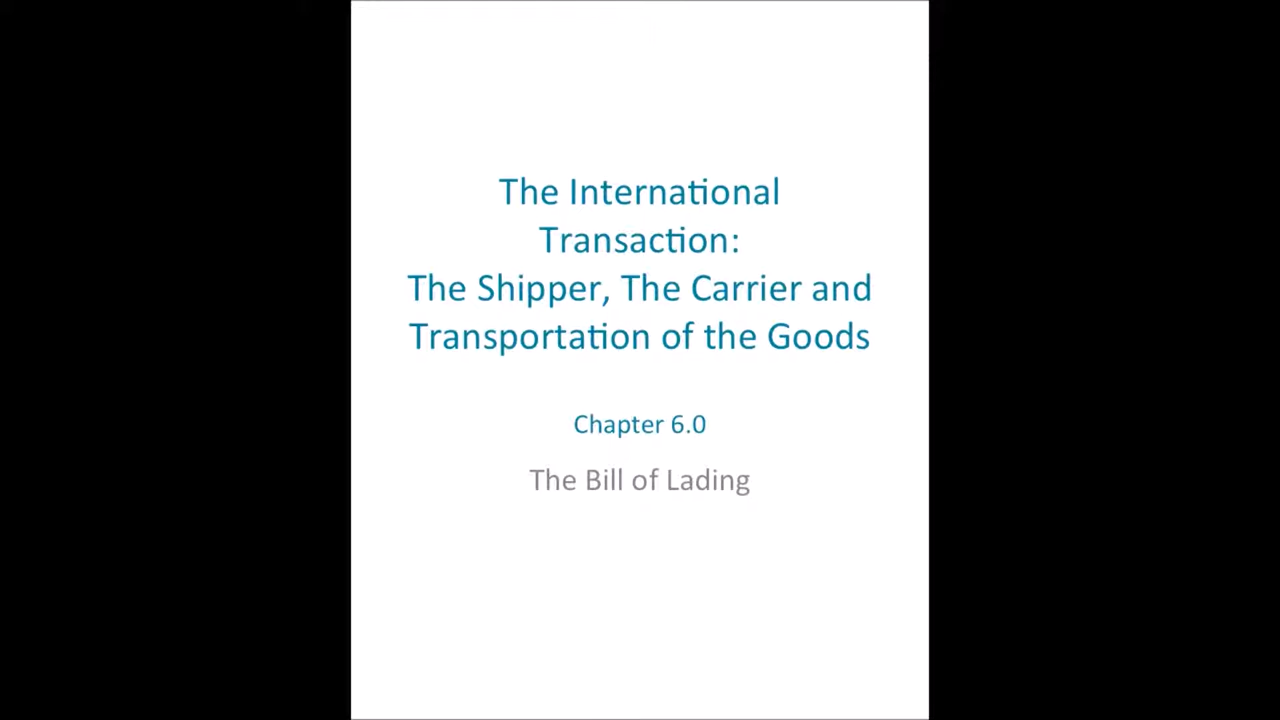 The International
Transaction:
The Shipper, The Carrier and
Transportation of the Goods
Chapter 6.0
The Bill of Lading